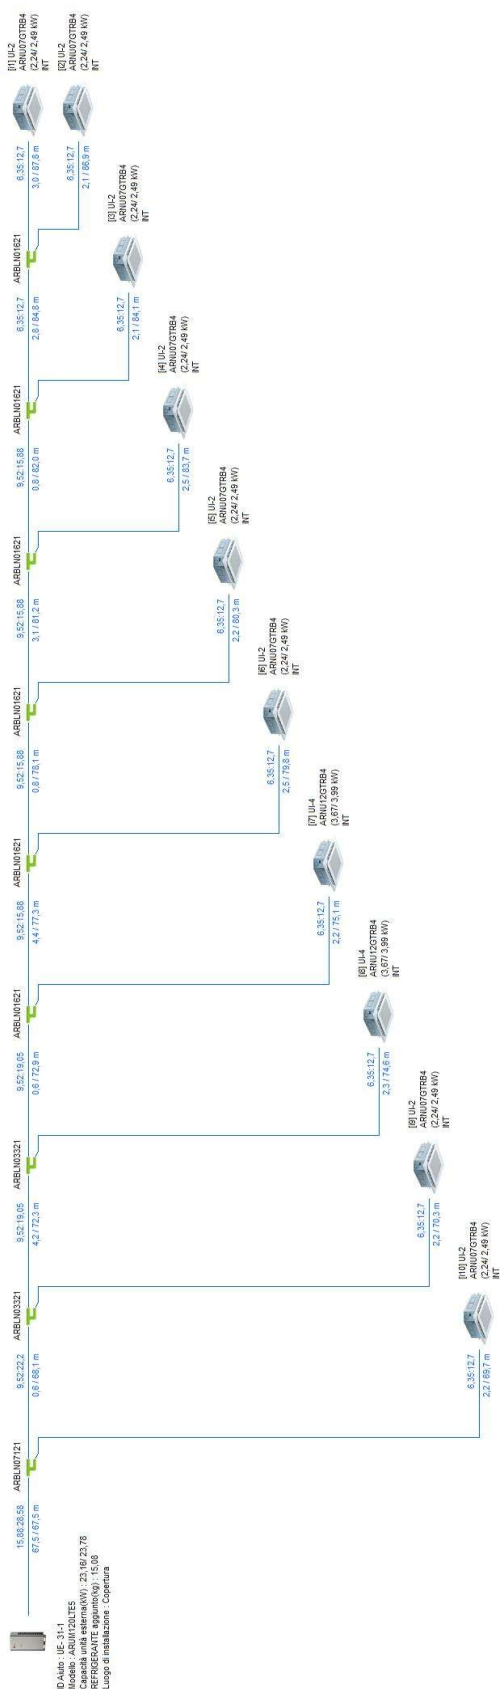 [I1] UI-2
ARNU07GTRB4
(2,24/ 2,49 kW)
INT
[I2] UI-2
ARNU07GTRB4
(2,24/ 2,49 kW)
INT
6,35:12,7
3,0 / 87,8 m
6,35:12,7
2,1 / 86,9 m
ARBLN01621
[I3] UI-2
ARNU07GTRB4
(2,24/ 2,49 kW)
INT
6,35:12,7
2,8 / 84,8 m
6,35:12,7
2,1 / 84,1 m
ARBLN01621
[I4] UI-2
ARNU07GTRB4
(2,24/ 2,49 kW)
INT
9,52:15,88
0,8 / 82,0 m
6,35:12,7
2,5 / 83,7 m
ARBLN01621
[I5] UI-2
ARNU07GTRB4
(2,24/ 2,49 kW)
INT
9,52:15,88
3,1 / 81,2 m
6,35:12,7
2,2 / 80,3 m
ARBLN01621
[I6] UI-2
ARNU07GTRB4
(2,24/ 2,49 kW)
INT
9,52:15,88
0,8 / 78,1 m
6,35:12,7
2,5 / 79,8 m
ARBLN01621
[I7] UI-4
ARNU12GTRB4
(3,67/ 3,99 kW)
INT
9,52:15,88
4,4 / 77,3 m
6,35:12,7
2,2 / 75,1 m
ARBLN01621
[I8] UI-4
ARNU12GTRB4
(3,67/ 3,99 kW)
INT
9,52:19,05
0,6 / 72,9 m
6,35:12,7
2,3 / 74,6 m
ARBLN03321
[I9] UI-2
ARNU07GTRB4
(2,24/ 2,49 kW)
INT
9,52:19,05
4,2 / 72,3 m
6,35:12,7
2,2 / 70,3 m
ARBLN03321
[I10] UI-2
ARNU07GTRB4
(2,24/ 2,49 kW)
INT
9,52:22,2
0,6 / 68,1 m
6,35:12,7
2,2 / 69,7 m
ARBLN07121
15,88:28,58
67,5 / 67,5 m
ID Aiuto : UE- 31-1
Modello : ARUM120LTE5
Capacità unità esterna(kW) : 23,16/ 23,78
REFRIGERANTE aggiunto(kg) : 15,08
Luogo di installazione : Copertura